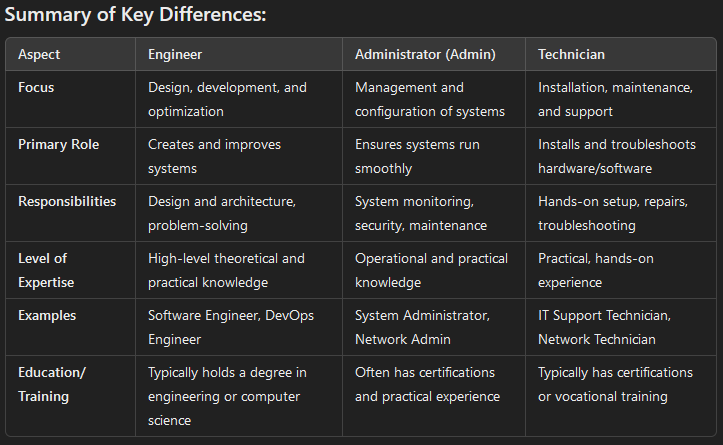 Summary of Key Differences:
Aspect Engineer Administrator (Admin) Technician
Focus Design, development, and optimization Management and configuration of systems Installation, maintenance, and support
Primary Role Creates and improves systems Ensures systems run smoothly Installs and troubleshoots hardware/software
Responsibilities Design and architecture, problem-solving System monitoring, security, maintenance Hands-on setup, repairs, troubleshooting
Level of Expertise High-level theoretical and practical knowledge Operational and practical knowledge Practical, hands-on experience
Examples Software Engineer, DevOps Engineer System Administrator, Network Admin IT Support Technician, Network Technician
Education/ Training Typically holds a degree in engineering or computer science Often has certifications and practical experience Typically has certifications or vocational training